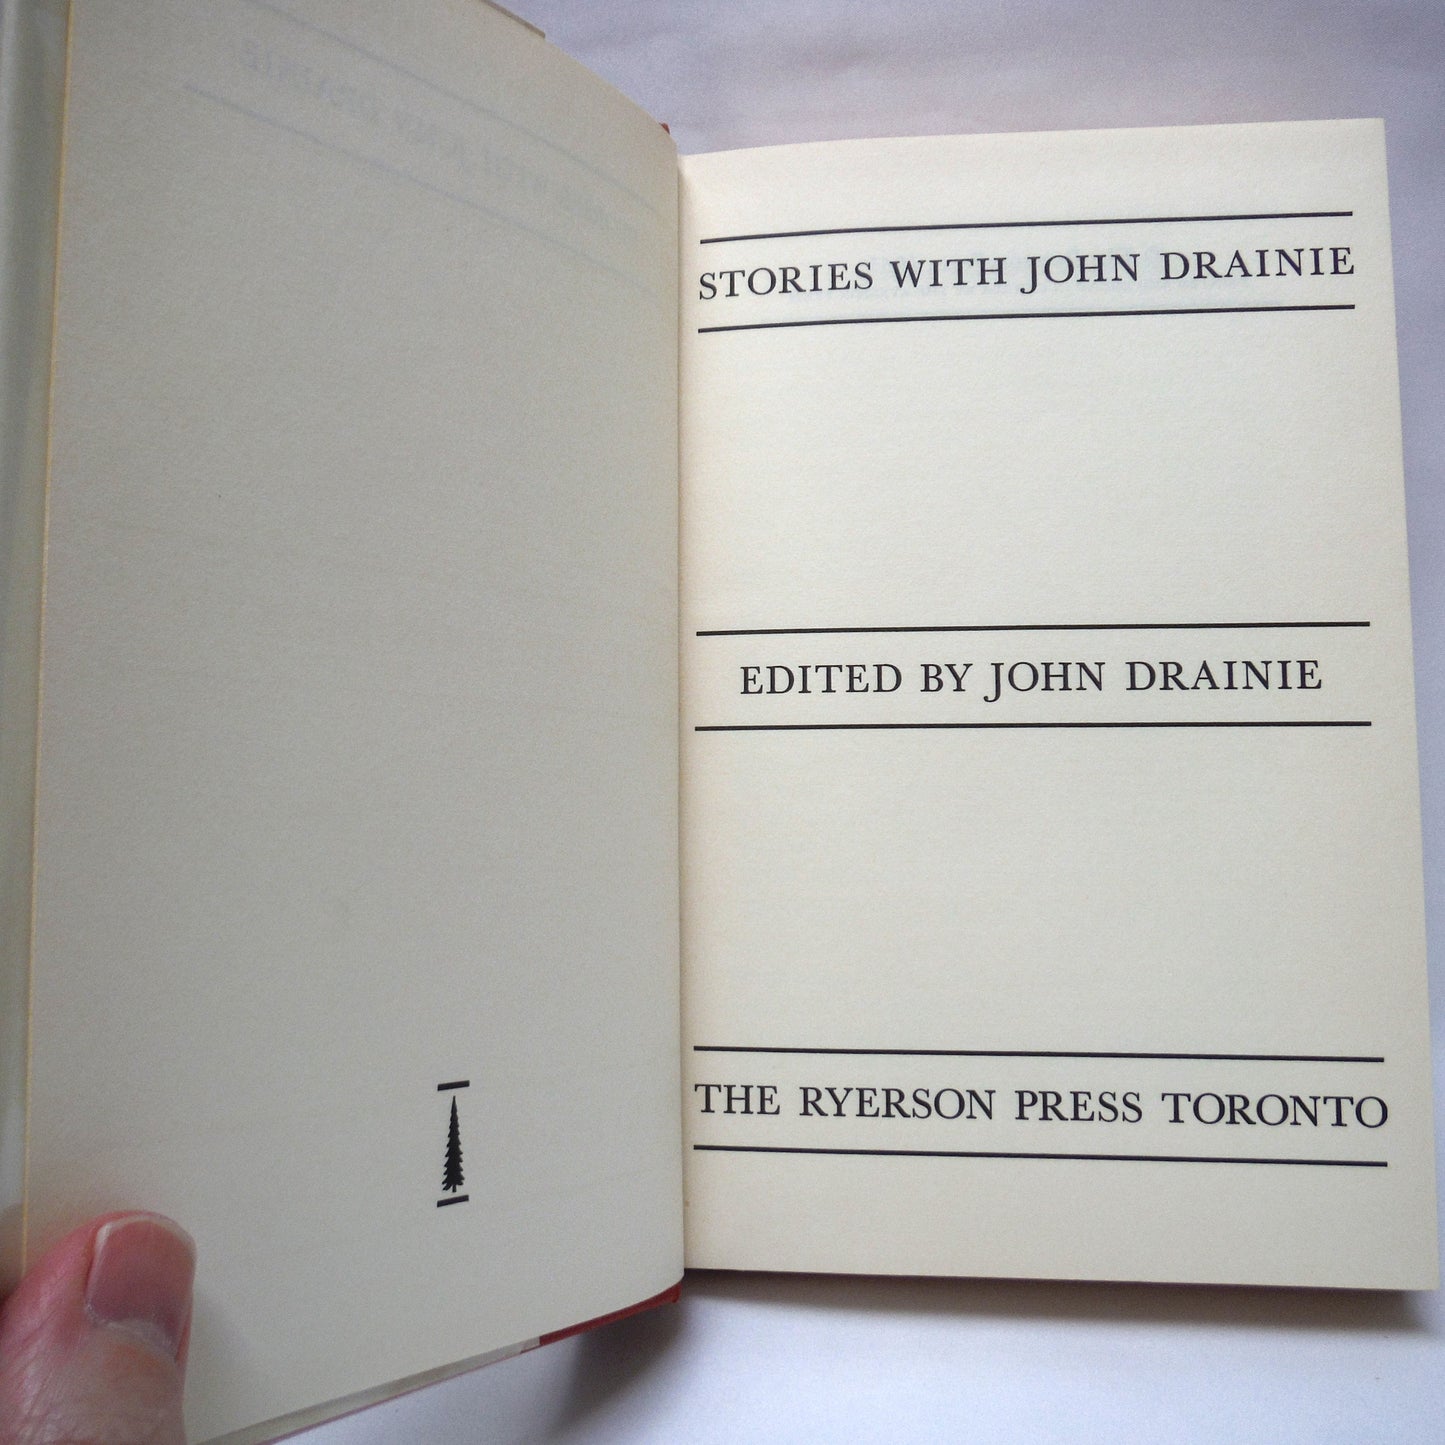 STORIES WITH JOHN DRAINIE
EDITED BY JOHN DRAINIE
THE RYERSON PRESS TORONTO